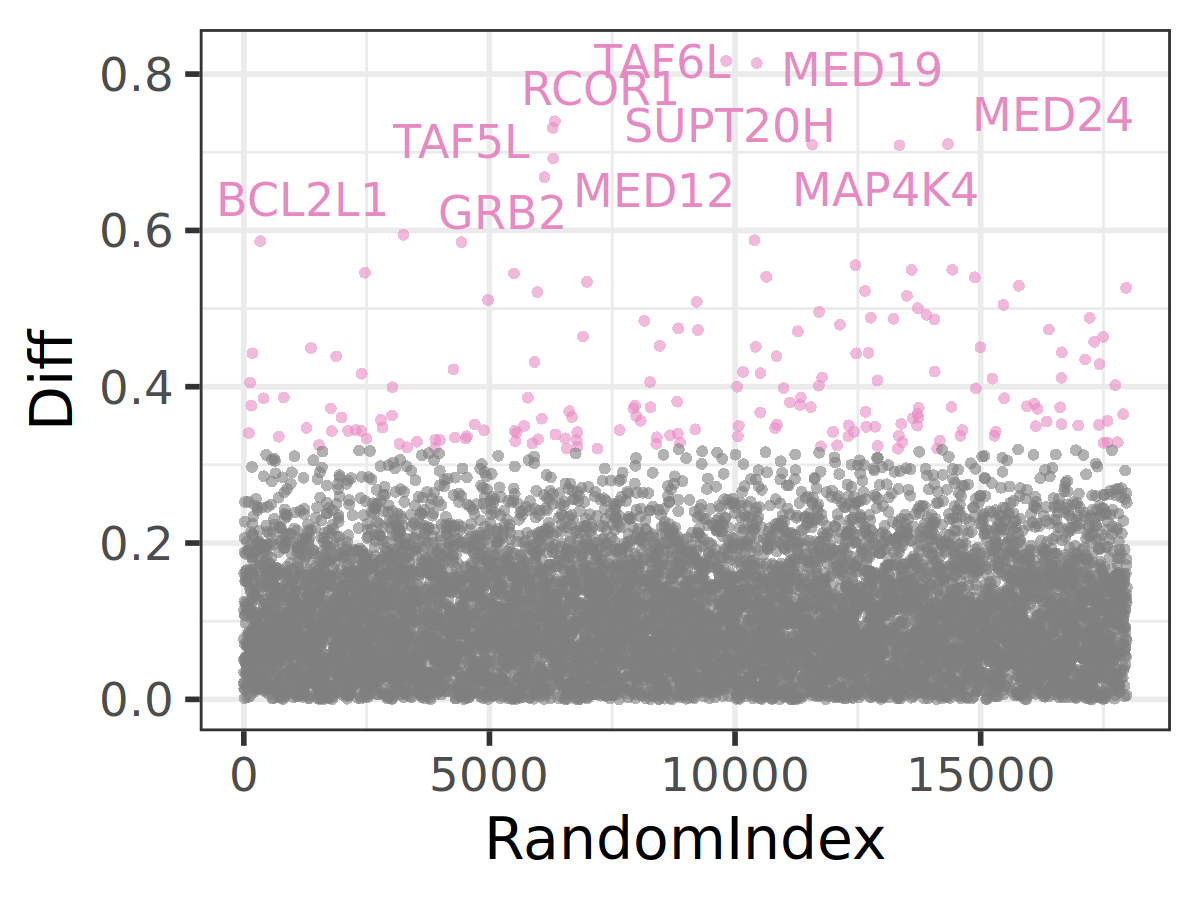 TAF6L
MED19
RCOR1
SUPT20H
MED24
TAF5L
BCL2L1
GRB2
MED12
MAP4K4
0.8
0.6
0.4
0.2
0.0
Diff
0
5000
10000
15000
RandomIndex